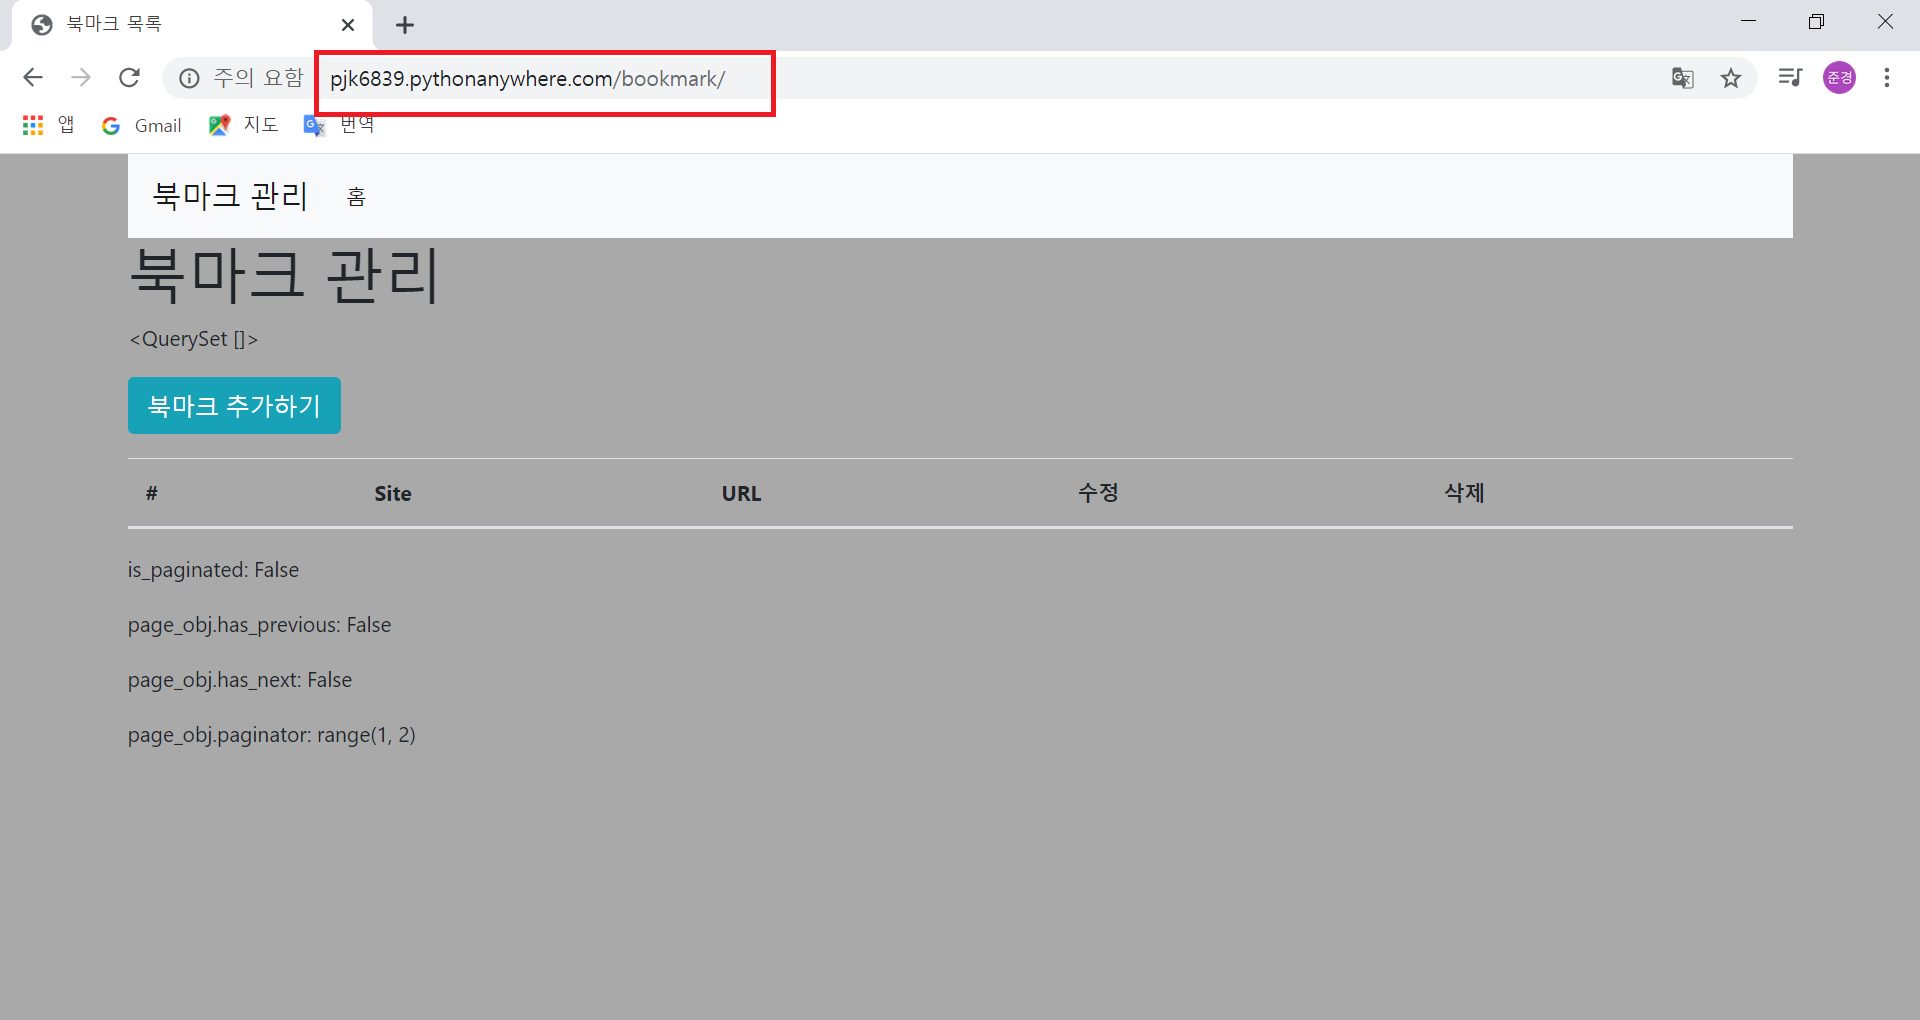 북마크 목록
주의 요함 pjk6839.pythonanywhere.com/bookmark/
준경
앱 Gmail 지도 번역
북마크 관리 홈
북마크 관리
<QuerySet []>
북마크 추가하기
# Site URL 수정 삭제
is_paginated: False
page_obj.has_previous: False
page_obj.has_next: False
page_obj.paginator: range(1, 2)